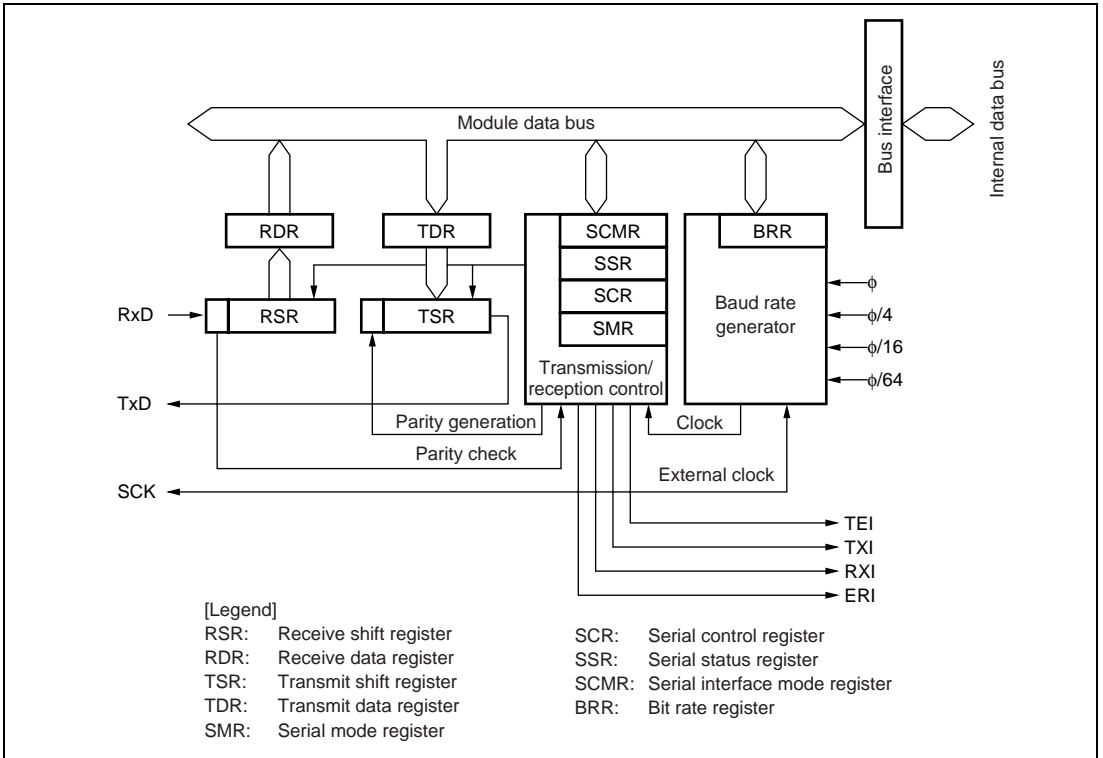 Bus interface
Internal data bus
Module data bus
RDR
TDR
SCMR
BRR
SSR
SCR
SMR
RSR
TSR
Baud rate
generator
Transmission/
reception control
ϕ
ϕ/4
ϕ/16
ϕ/64
RxD
TxD
Parity generation
Clock
Parity check
External clock
SCK
TEI
TXI
RXI
ERI
[Legend]
RSR: Receive shift register
RDR: Receive data register
TSR: Transmit shift register
TDR: Transmit data register
SMR: Serial mode register
SCR: Serial control register
SSR: Serial status register
SCMR: Serial interface mode register
BRR: Bit rate register